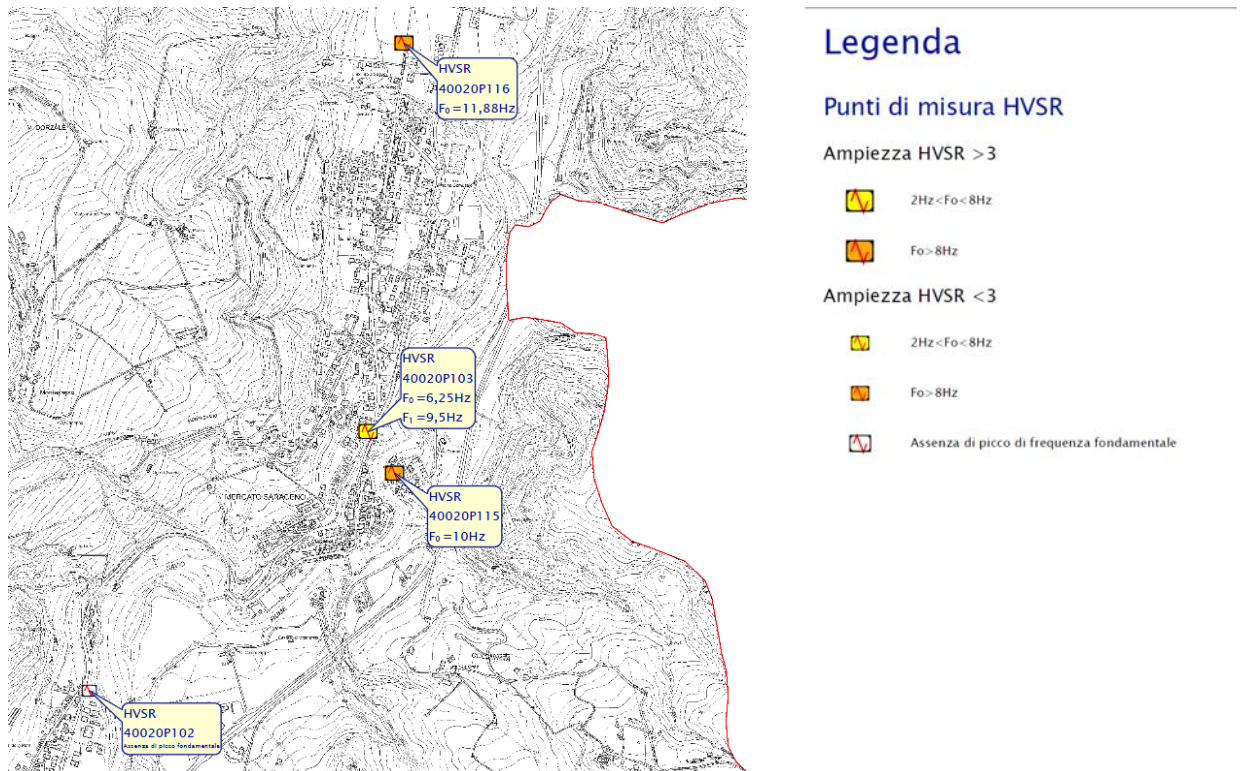 HVSR
40020P116
F₀ =11,88Hz
HVSR
40020P103
F₀ =6,25Hz
F₁ =9,5Hz
MERCATO SARACENO
HVSR
40020P115
F₀ =10Hz
HVSR
40020P102
Assenza di picco fondamentale
Legenda
Punti di misura HVSR
Ampiezza HVSR >3
2Hz<Fo<8Hz
Fo>8Hz
Ampiezza HVSR <3
2Hz<Fo<8Hz
Fo>8Hz
Assenza di picco di frequenza fondamentale